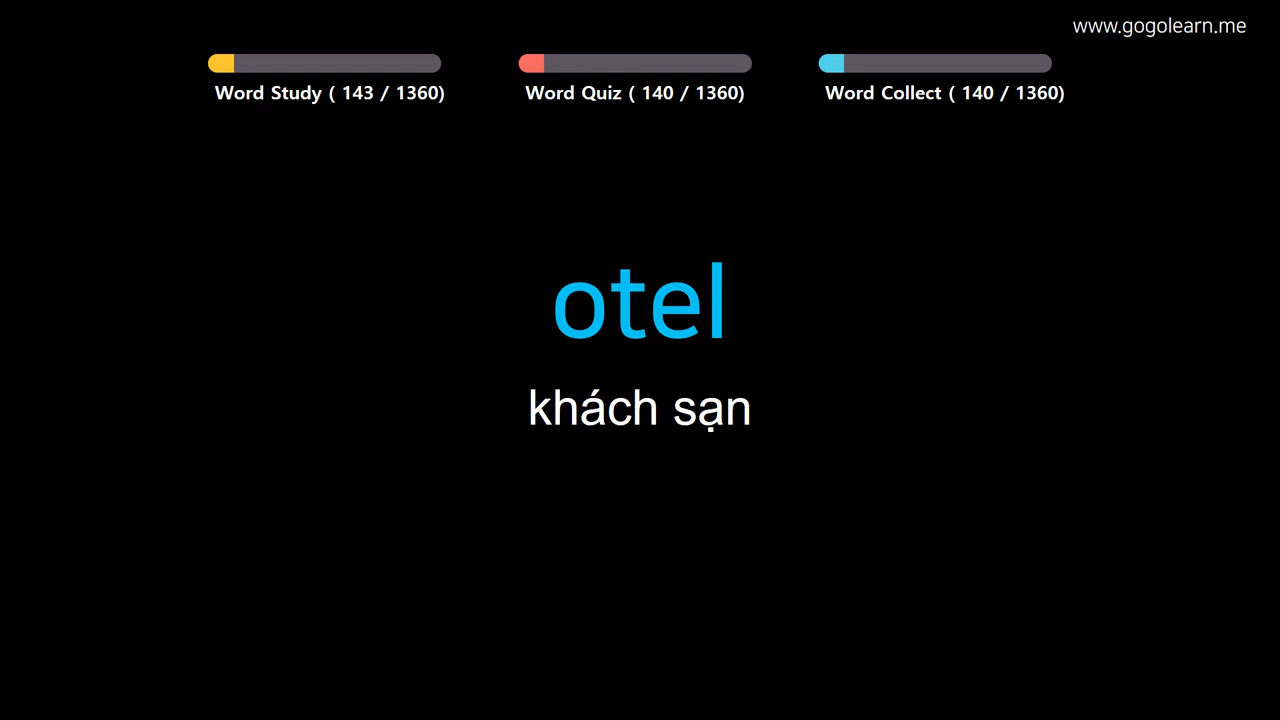 www.gogolearn.me
Word Study ( 143 / 1360)
Word Quiz ( 140 / 1360)
Word Collect ( 140 / 1360)
otel
khách sạn